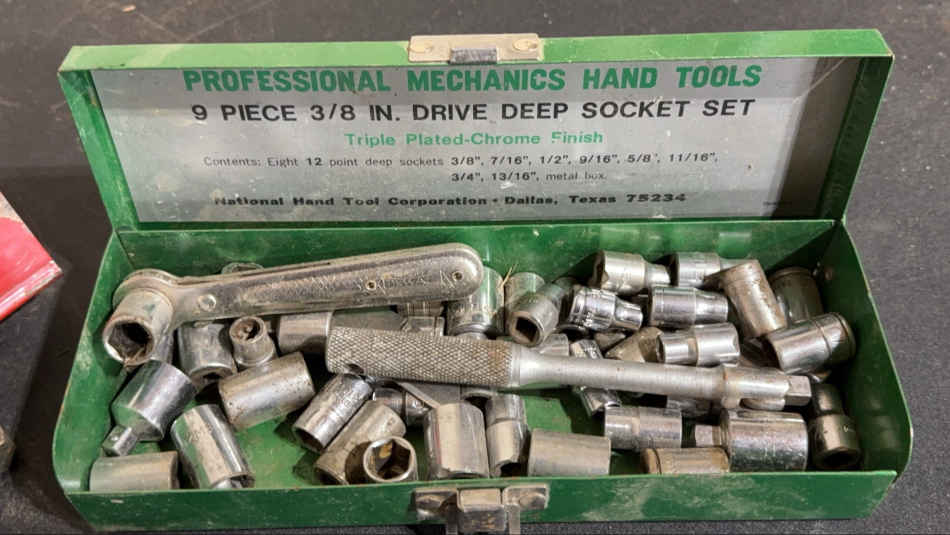 PROFESSIONAL MECHANICS HAND TOOLS
9 PIECE 3/8 IN. DRIVE DEEP SOCKET SET
Triple Plated-Chrome Finish
Contents: Eight 12 point deep sockets 3/8", 7/16", 1/2", 9/16", 5/8", 11/16",
3/4", 13/16", metal box.
National Hand Tool Corporation • Dallas, Texas 75234